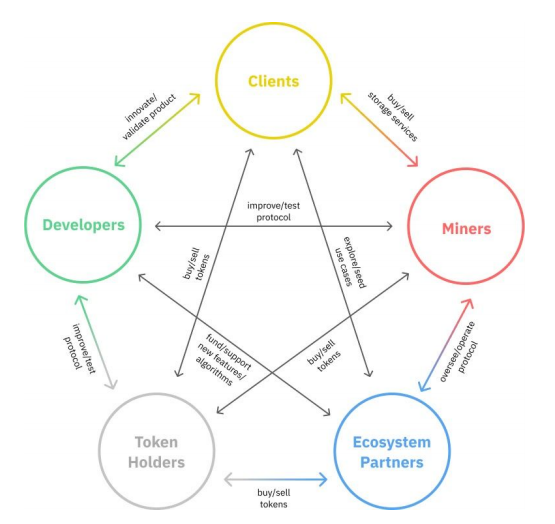 Clients
innovate/
validate product
buy/sell
storage services
Developers
improve/test
protocol
Miners
buy/sell
tokens
explore/seed
use cases
improve/test
protocol
fund/support
new features/
algorithms
buy/sell
tokens
oversee/operate
protocol
Token
Holders
Ecosystem
Partners
buy/sell
tokens